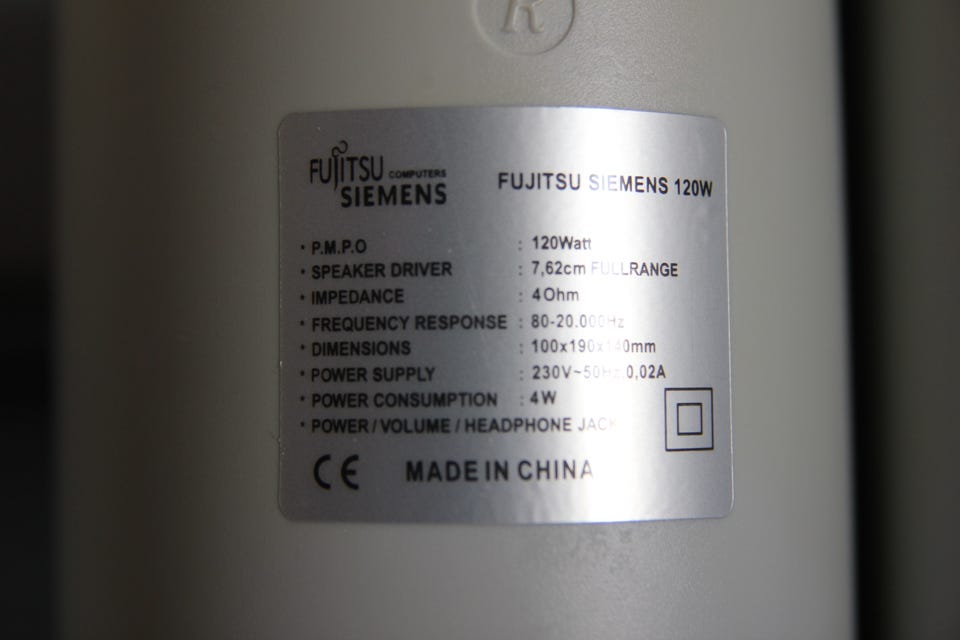 R
FUJITSU COMPUTERS
SIEMENS
FUJITSU SIEMENS 120W
• P.M.P.O : 120Watt
• SPEAKER DRIVER : 7,62cm FULLRANGE
• IMPEDANCE : 4Ohm
• FREQUENCY RESPONSE : 80-20.000Hz
• DIMENSIONS : 100x190x140mm
• POWER SUPPLY : 230V~50Hz.0,02A
• POWER CONSUMPTION : 4W
• POWER / VOLUME / HEADPHONE JACK
CE MADE IN CHINA